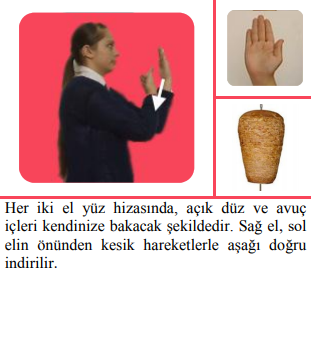 Her iki el yüz hizasında, açık düz ve avuç
içleri kendinize bakacak şekildedir. Sağ el, sol
elin önünden kesik hareketlerle aşağı doğru
indirilir.